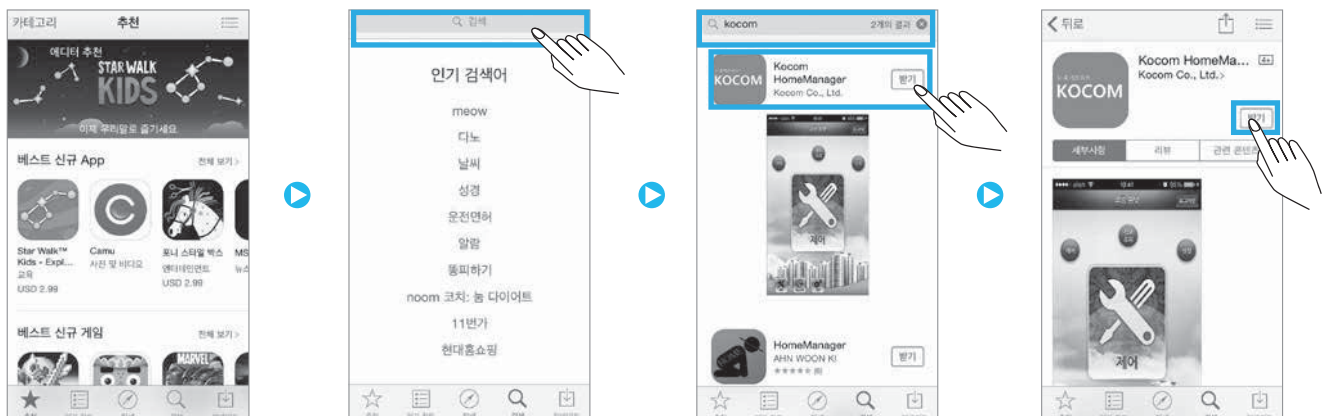 카테고리
추천
에디터 추천
STAR WALK
KIDS
이제 우리말로 즐기세요
베스트 신규 App
전체 보기 >
Star Walk™
Kids - Expl...
교육
USD 2.99
Camu
사진 및 비디오
포니 스타일 박스
엔터테인먼트
USD 2.99
MS
뉴스
베스트 신규 게임
전체 보기 >
MARVEL
검색
인기 검색어
meow
다노
날씨
성경
운전면허
알람
똥피하기
noom 코치: 눔 다이어트
11번가
현대홈쇼핑
kocom
2개의 결과
KOCOM
Kocom
HomeManager
Kocom Co., Ltd.
받기
제어
HOME
HomeManager
AHN WOON KI
★★★★★ (6)
받기
뒤로
KOCOM
Kocom HomeMa...
4+
Kocom Co., Ltd.>
받기
세부사항
리뷰
관련 콘텐츠
제어